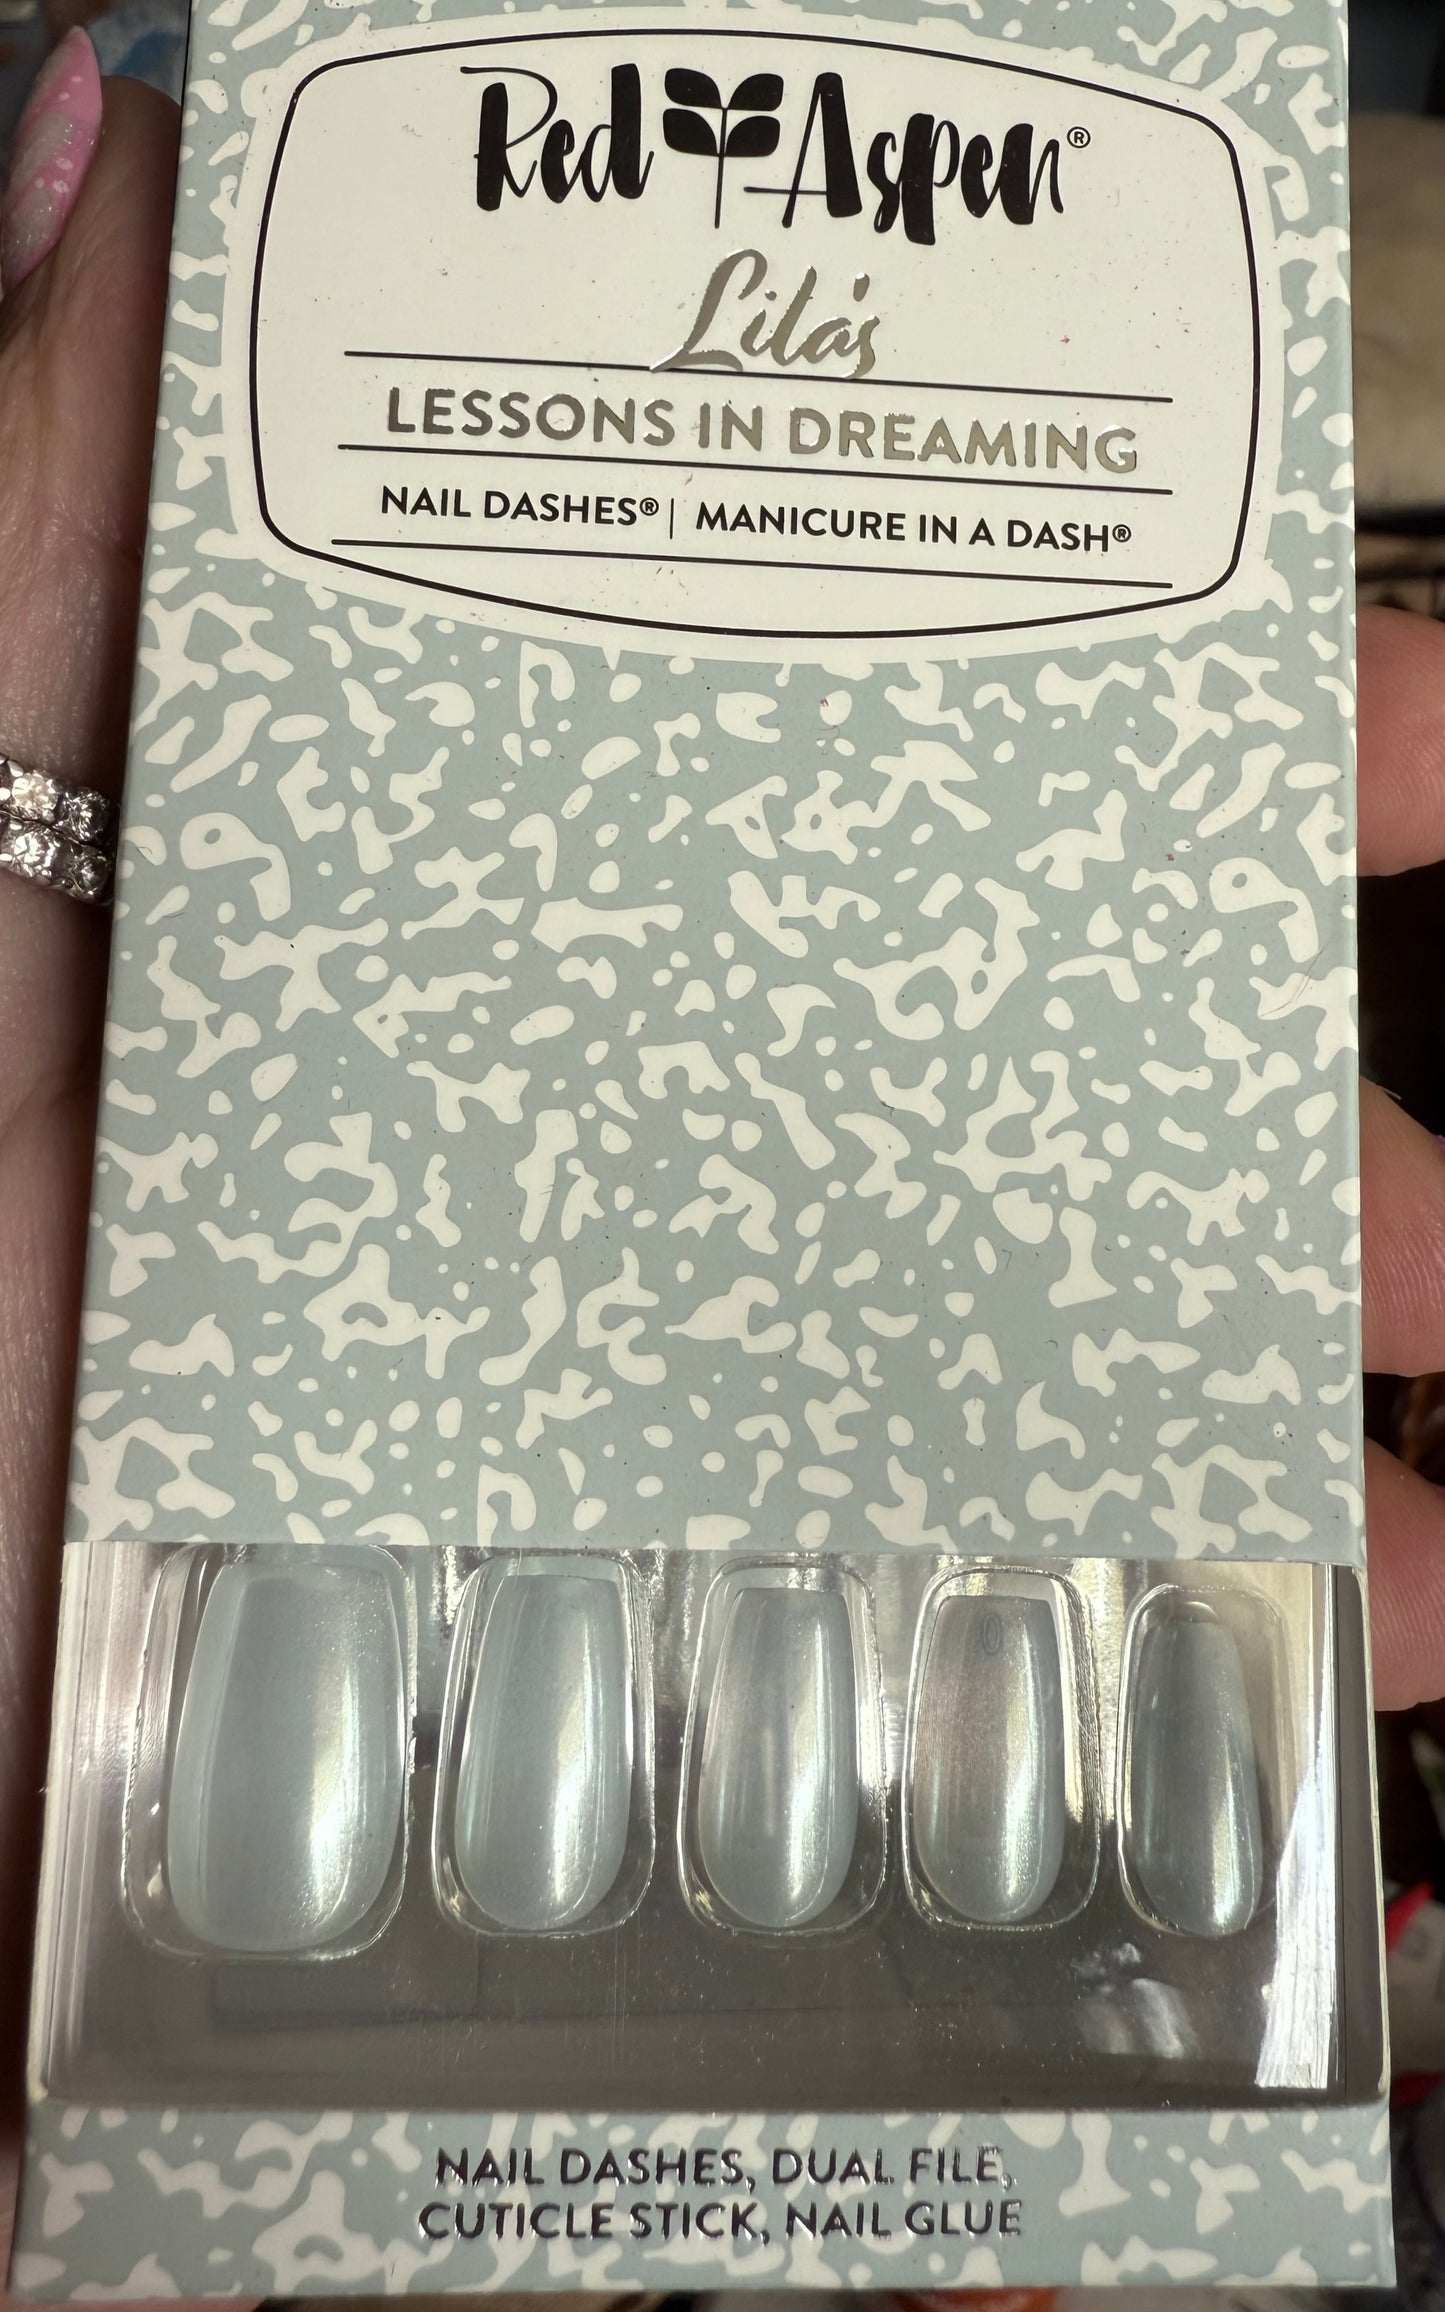 Red Aspen®
Lila's
LESSONS IN DREAMING
NAIL DASHES® | MANICURE IN A DASH®
NAIL DASHES, DUAL FILE,
CUTICLE STICK, NAIL GLUE